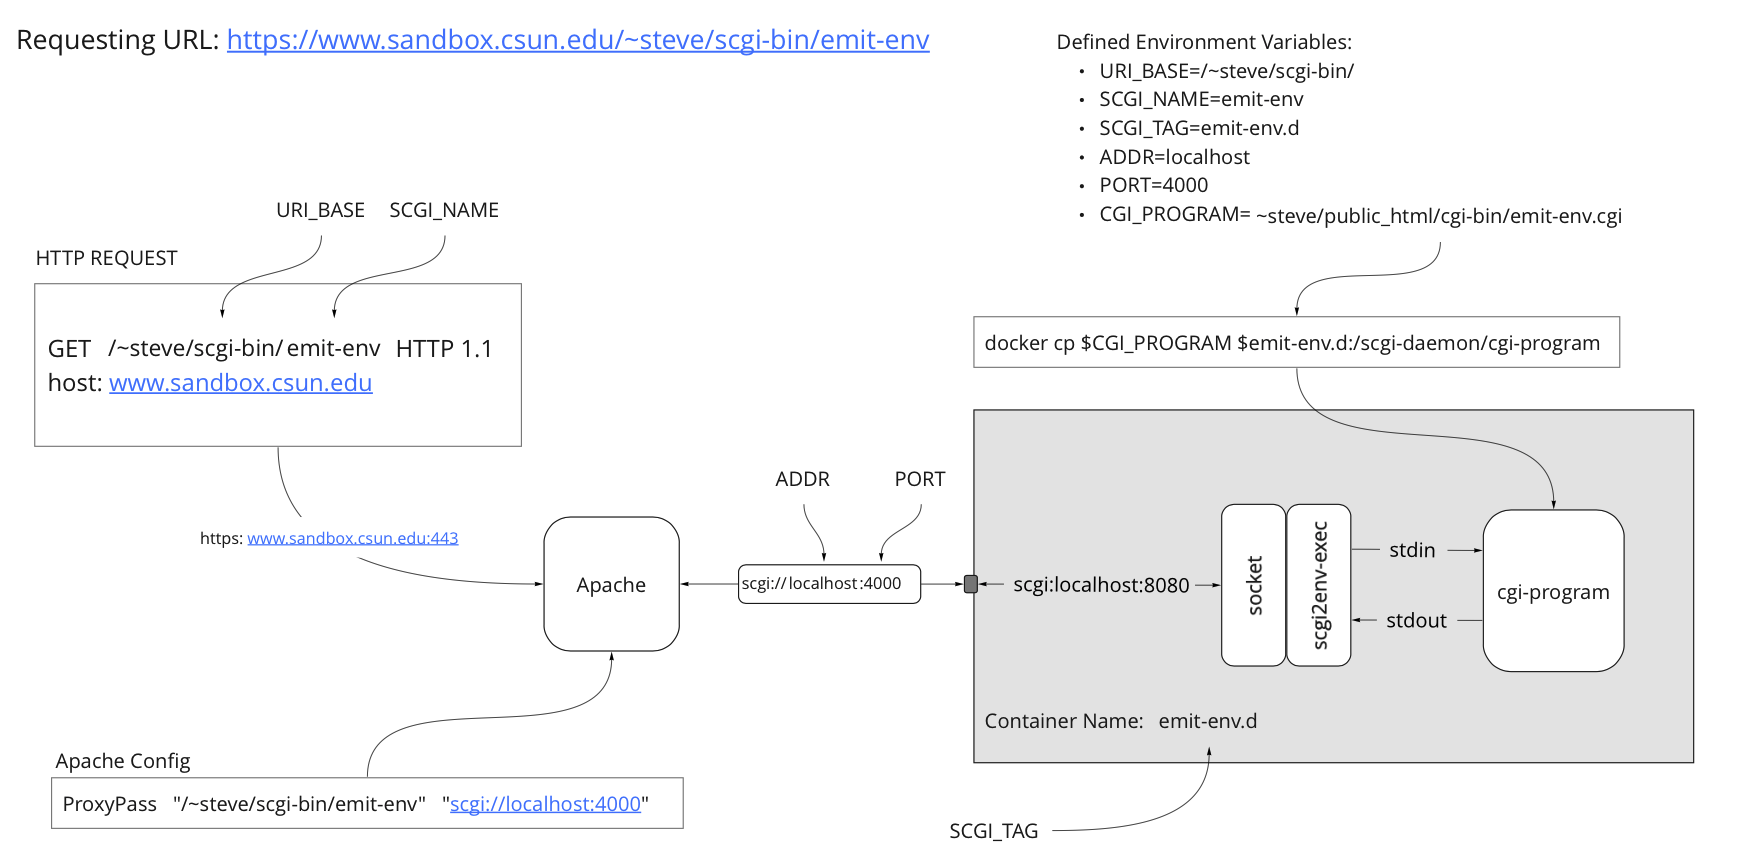 Requesting URL: https://www.sandbox.csun.edu/~steve/scgi-bin/emit-env
Defined Environment Variables:
• URI_BASE=/~steve/scgi-bin/
• SCGI_NAME=emit-env
• SCGI_TAG=emit-env.d
• ADDR=localhost
• PORT=4000
• CGI_PROGRAM= ~steve/public_html/cgi-bin/emit-env.cgi
URI_BASE SCGI_NAME
HTTP REQUEST
GET /~steve/scgi-bin/ emit-env HTTP 1.1
host: www.sandbox.csun.edu
docker cp $CGI_PROGRAM $emit-env.d:/scgi-daemon/cgi-program
https: www.sandbox.csun.edu:443
Apache
ADDR PORT
scgi:// localhost :4000
scgi:localhost:8080
socket
scgi2env-exec
stdin
stdout
cgi-program
Container Name: emit-env.d
SCGI_TAG
Apache Config
ProxyPass "/~steve/scgi-bin/emit-env" "scgi://localhost:4000"